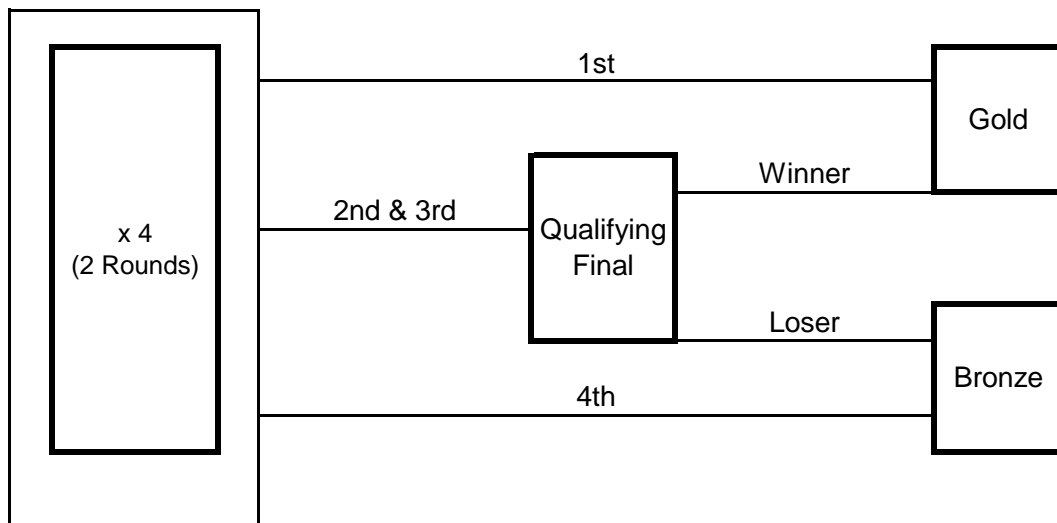 1st
Gold
Winner
2nd & 3rd
x 4
(2 Rounds)
Qualifying
Final
Loser
Bronze
4th